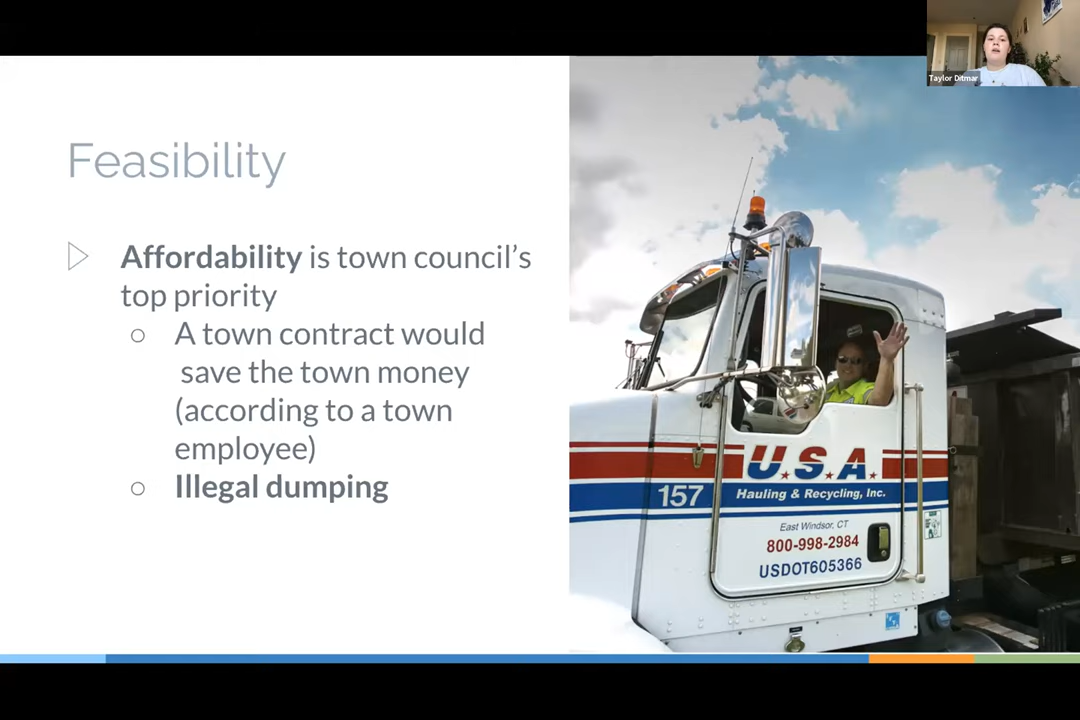 Taylor Ditmar
Feasibility
Affordability is town council's
top priority
A town contract would
save the town money
(according to a town
employee)
Illegal dumping
U.S.A.
157
Hauling & Recycling, Inc.
East Windsor, CT
800-998-2984
USDOT605366